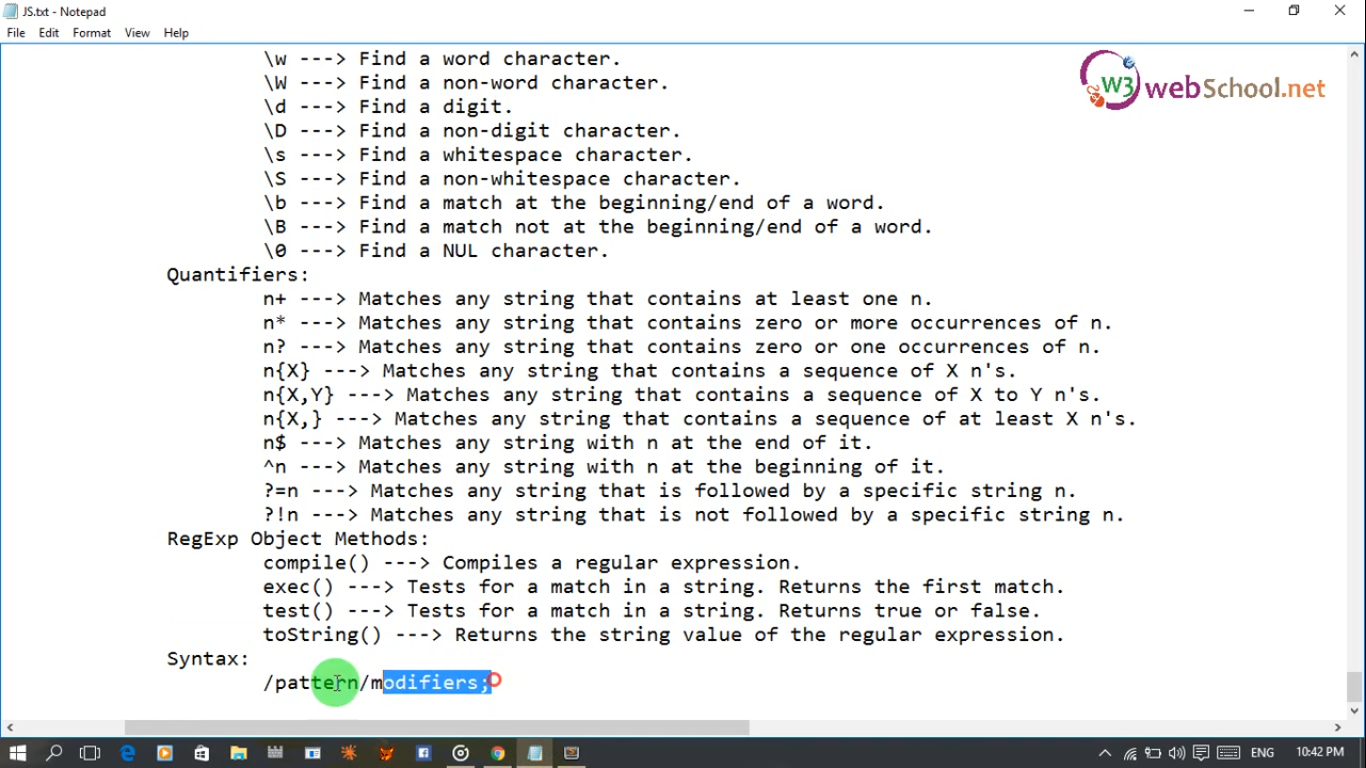 JS.txt - Notepad
File Edit Format View Help
W3 webSchool.net
\w ---> Find a word character.
\W ---> Find a non-word character.
\d ---> Find a digit.
\D ---> Find a non-digit character.
\s ---> Find a whitespace character.
\S ---> Find a non-whitespace character.
\b ---> Find a match at the beginning/end of a word.
\B ---> Find a match not at the beginning/end of a word.
\0 ---> Find a NUL character.
Quantifiers:
n+ ---> Matches any string that contains at least one n.
n* ---> Matches any string that contains zero or more occurrences of n.
n? ---> Matches any string that contains zero or one occurrences of n.
n{X} ---> Matches any string that contains a sequence of X n's.
n{X,Y} ---> Matches any string that contains a sequence of X to Y n's.
n{X,} ---> Matches any string that contains a sequence of at least X n's.
n$ ---> Matches any string with n at the end of it.
^n ---> Matches any string with n at the beginning of it.
?=n ---> Matches any string that is followed by a specific string n.
?!n ---> Matches any string that is not followed by a specific string n.
RegExp Object Methods:
compile() ---> Compiles a regular expression.
exec() ---> Tests for a match in a string. Returns the first match.
test() ---> Tests for a match in a string. Returns true or false.
toString() ---> Returns the string value of the regular expression.
Syntax:
/pattern/modifiers;
ENG 10:42 PM